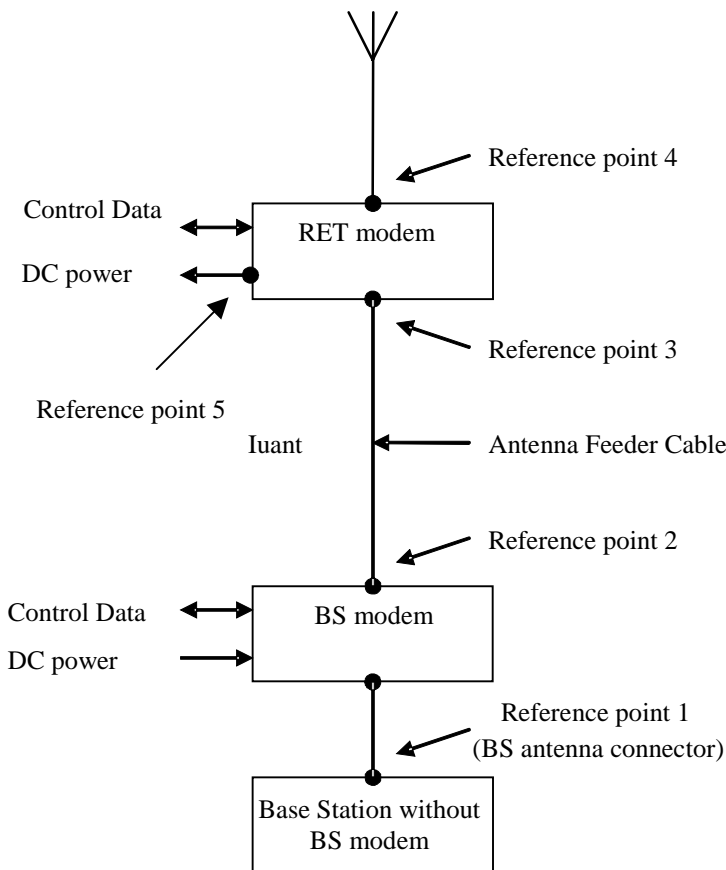 Reference point 4
Control Data
RET modem
DC power
Reference point 3
Reference point 5
Iuant
Antenna Feeder Cable
Reference point 2
Control Data
BS modem
DC power
Reference point 1
(BS antenna connector)
Base Station without
BS modem